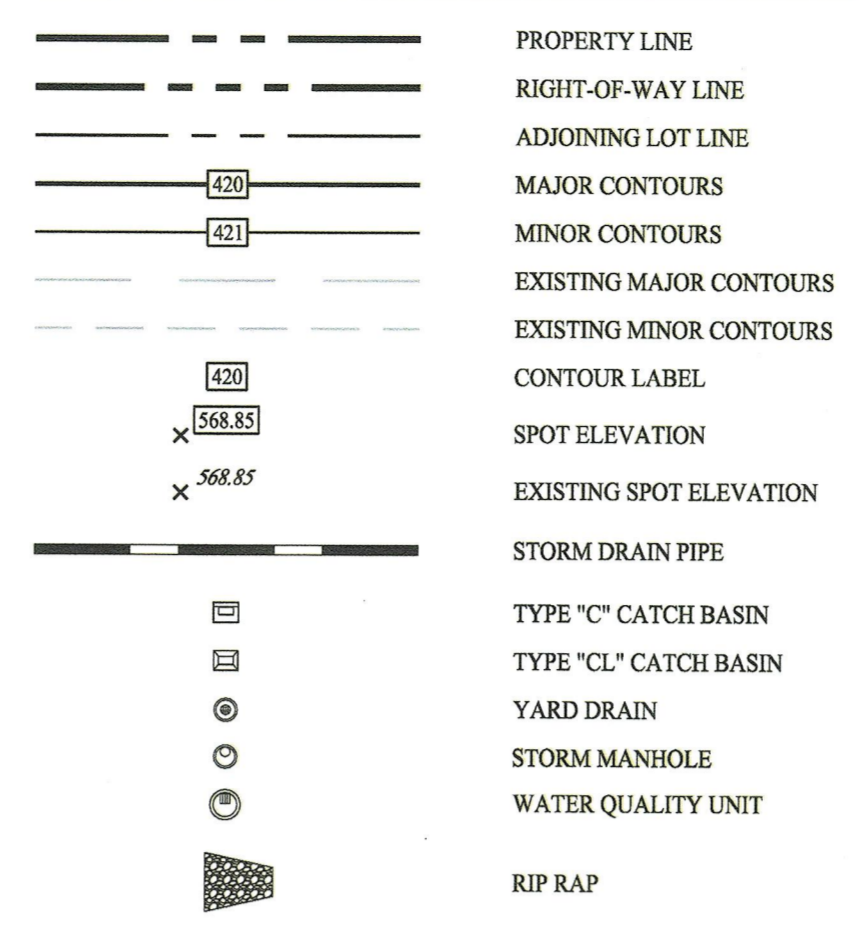 PROPERTY LINE
RIGHT-OF-WAY LINE
ADJOINING LOT LINE
420 MAJOR CONTOURS
421 MINOR CONTOURS
EXISTING MAJOR CONTOURS
EXISTING MINOR CONTOURS
420 CONTOUR LABEL
568.85 SPOT ELEVATION
568.85 EXISTING SPOT ELEVATION
STORM DRAIN PIPE
TYPE "C" CATCH BASIN
TYPE "CL" CATCH BASIN
YARD DRAIN
STORM MANHOLE
WATER QUALITY UNIT
RIP RAP